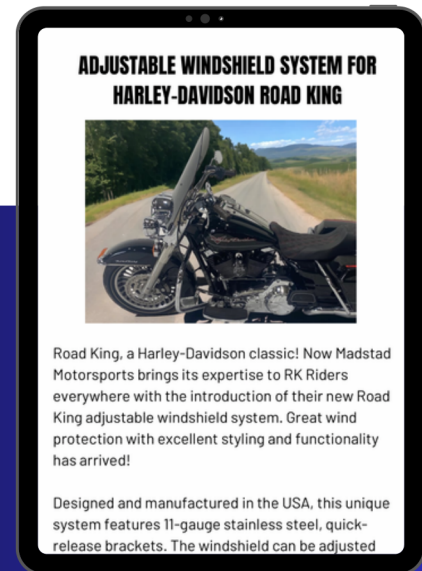 ADJUSTABLE WINDSHIELD SYSTEM FOR
HARLEY-DAVIDSON ROAD KING
Road King, a Harley-Davidson classic! Now Madstad
Motorsports brings its expertise to RK Riders
everywhere with the introduction of their new Road
King adjustable windshield system. Great wind
protection with excellent styling and functionality
has arrived!
Designed and manufactured in the USA, this unique
system features 11-gauge stainless steel, quick-
release brackets. The windshield can be adjusted